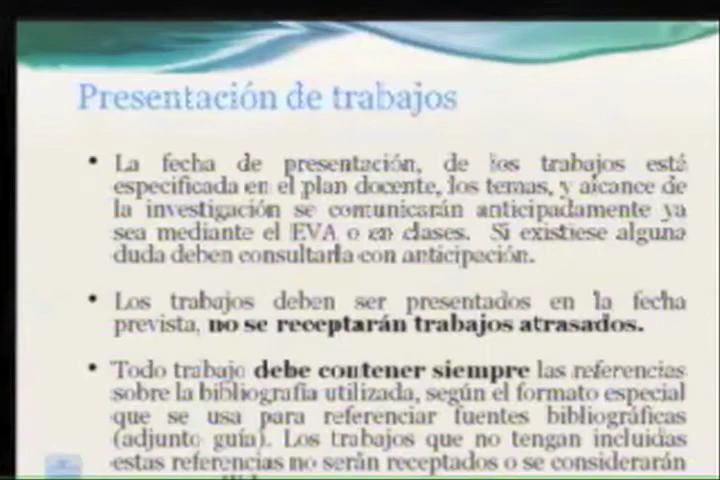 Presentación de trabajos
• La fecha de presentación, de los trabajos está
especificada en el plan docente, los temas, y alcance de
la investigación se comunicarán anticipadamente ya
sea mediante el EVA o en clases. Si existiese alguna
duda deben consultarla con anticipación.
• Los trabajos deben ser presentados en la fecha
prevista, no se receptarán trabajos atrasados.
• Todo trabajo debe contener siempre las referencias
sobre la bibliografía utilizada, según el formato especial
que se usa para referenciar fuentes bibliográficas
(adjunto guía). Los trabajos que no tengan incluidas
estas referencias no serán receptados o se considerarán